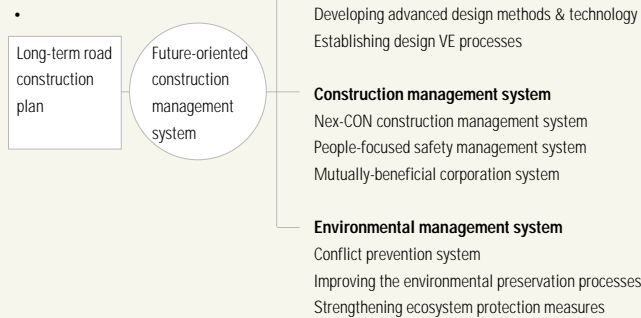 •
Long-term road
construction
plan
Future-oriented
construction
management
system
Developing advanced design methods & technology
Establishing design VE processes
Construction management system
Nex-CON construction management system
People-focused safety management system
Mutually-beneficial corporation system
Environmental management system
Conflict prevention system
Improving the environmental preservation processes
Strengthening ecosystem protection measures